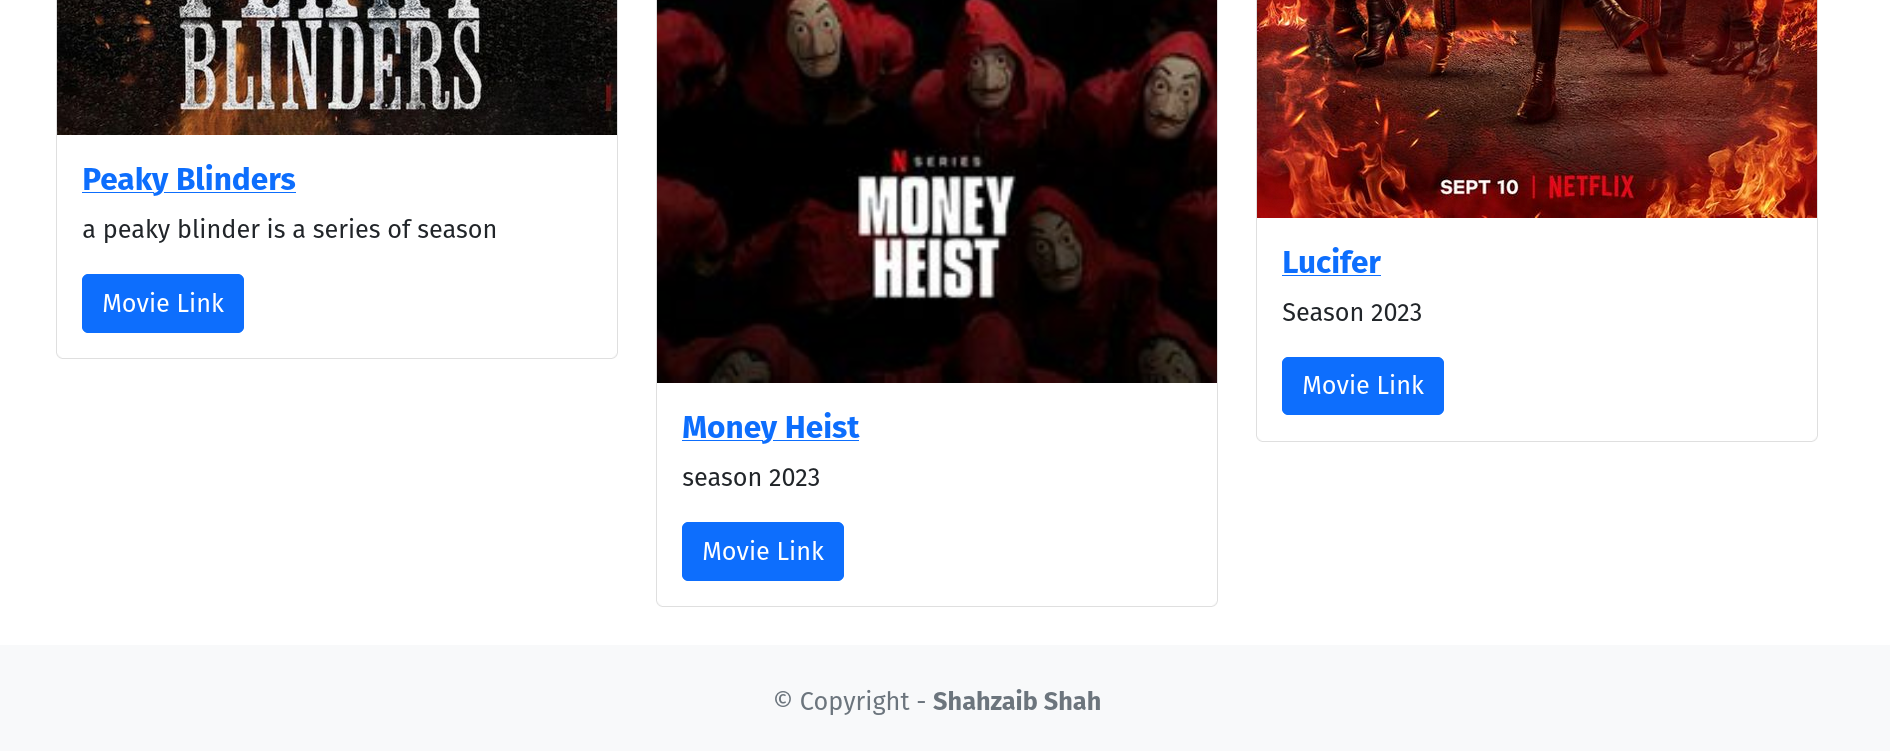 BLINDERS
Peaky Blinders
a peaky blinder is a series of season
Movie Link
N SERIES
MONEY
HEIST
Money Heist
season 2023
Movie Link
SEPT 10 | NETFLIX
Lucifer
Season 2023
Movie Link
© Copyright - Shahzaib Shah